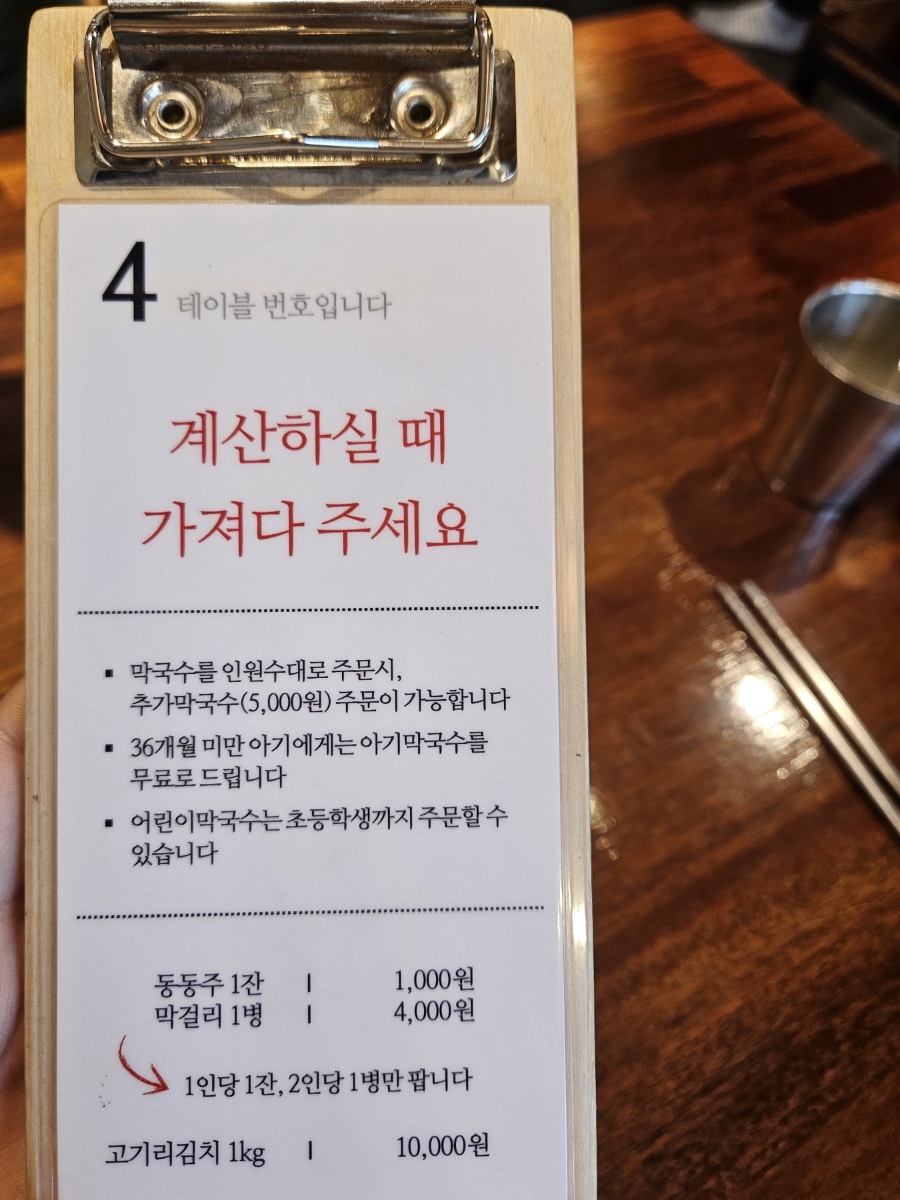 4 테이블 번호입니다
계산하실 때
가져다 주세요
▪ 막국수를 인원수대로 주문시,
추가막국수(5,000원) 주문이 가능합니다
▪ 36개월 미만 아기에게는 아기막국수를
무료로 드립니다
▪ 어린이막국수는 초등학생까지 주문할 수
있습니다
동동주 1잔 | 1,000원
막걸리 1병 | 4,000원
1인당 1잔, 2인당 1병만 팝니다
고기리김치 1kg | 10,000원